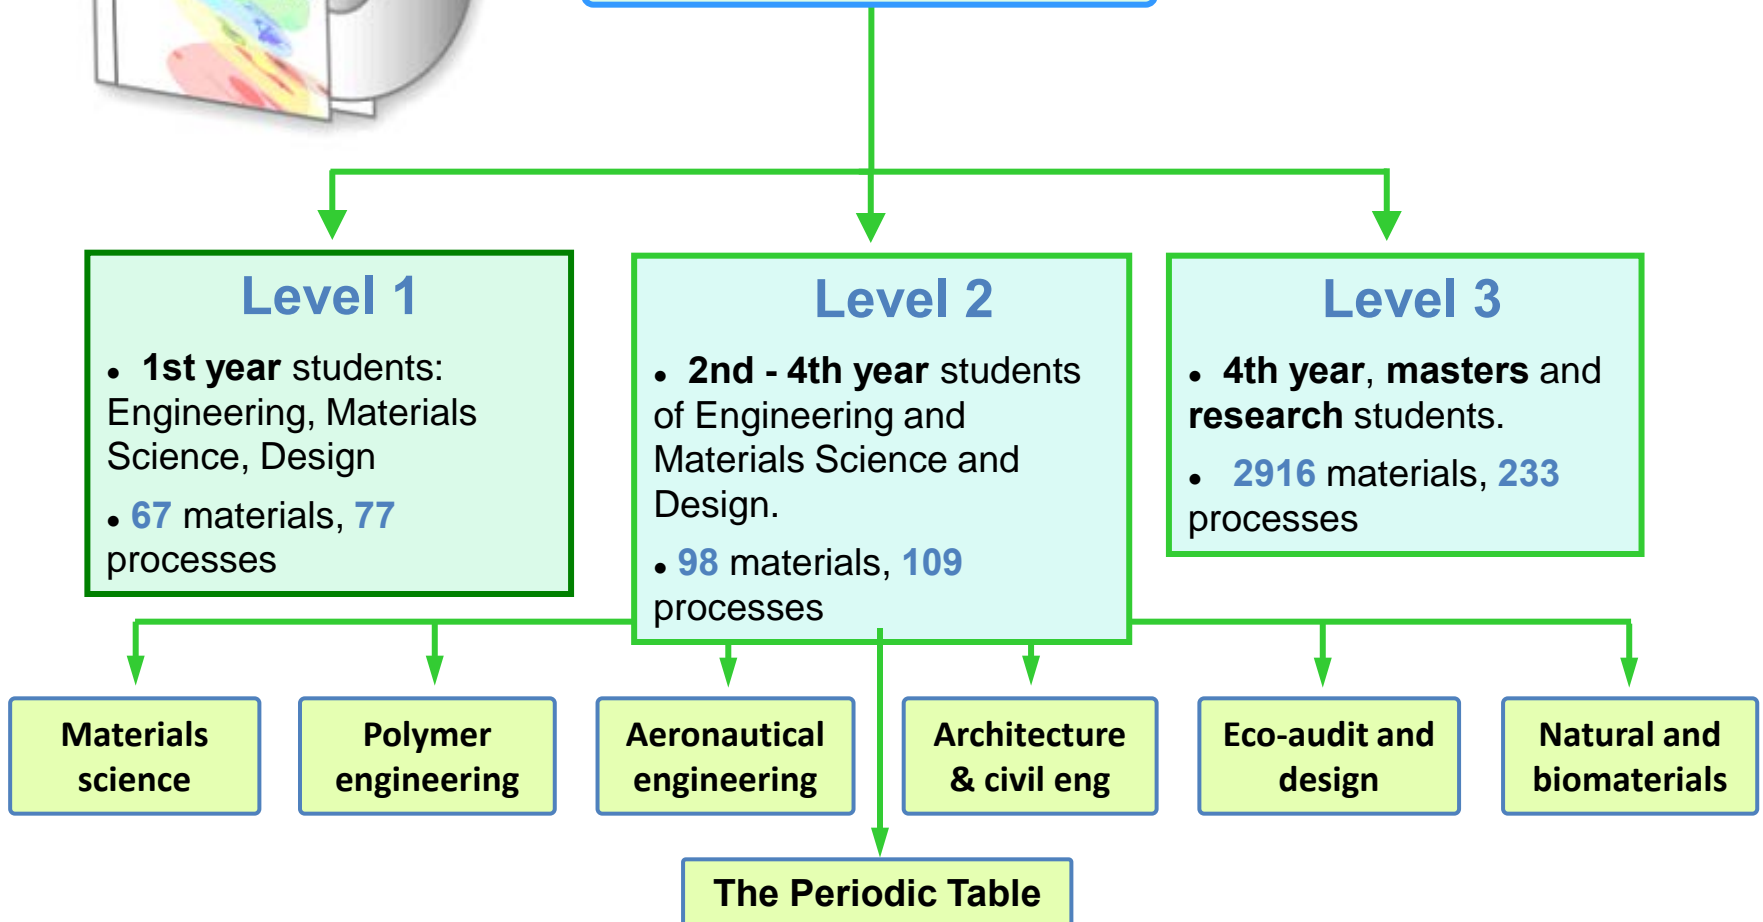 Level 1
• 1st year students:
Engineering, Materials
Science, Design
• 67 materials, 77
processes
Level 2
• 2nd - 4th year students
of Engineering and
Materials Science and
Design.
• 98 materials, 109
processes
Level 3
• 4th year, masters and
research students.
• 2916 materials, 233
processes
Materials
science
Polymer
engineering
Aeronautical
engineering
Architecture
& civil eng
Eco-audit and
design
Natural and
biomaterials
The Periodic Table